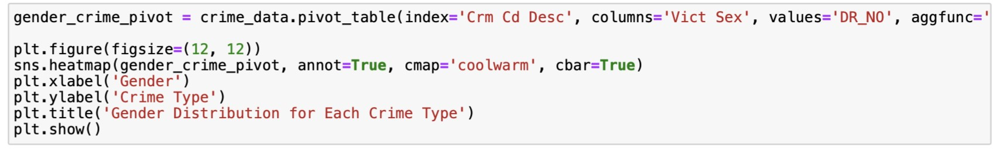 gender_crime_pivot = crime_data.pivot_table(index='Crm Cd Desc', columns='Vict Sex', values='DR_NO', aggfunc='
plt.figure(figsize=(12, 12))
sns.heatmap(gender_crime_pivot, annot=True, cmap='coolwarm', cbar=True)
plt.xlabel('Gender')
plt.ylabel('Crime Type')
plt.title('Gender Distribution for Each Crime Type')
plt.show()